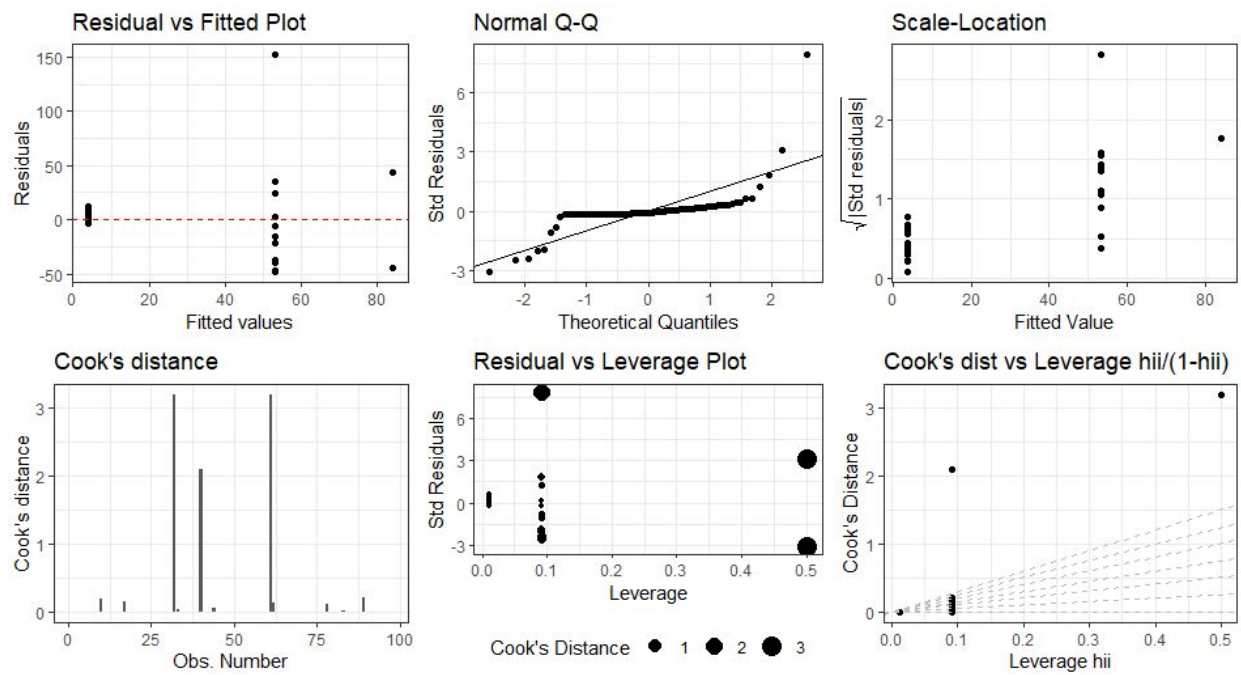 Residual vs Fitted Plot
150
100
50
0
-50
0 20 40 60 80
Residuals
Fitted values
Normal Q-Q
6
3
0
-3
-2 -1 0 1 2
Std Residuals
Theoretical Quantiles
Scale-Location
2
1
0
0 20 40 60 80
√|Std residuals|
Fitted Value
Cook's distance
3
2
1
0
0 25 50 75 100
Cook's distance
Obs. Number
Residual vs Leverage Plot
6
3
0
-3
0.0 0.1 0.2 0.3 0.4 0.5
Std Residuals
Leverage
Cook's Distance 1 2 3
Cook's dist vs Leverage hii/(1-hii)
3
2
1
0
0.0 0.1 0.2 0.3 0.4 0.5
Cook's Distance
Leverage hii